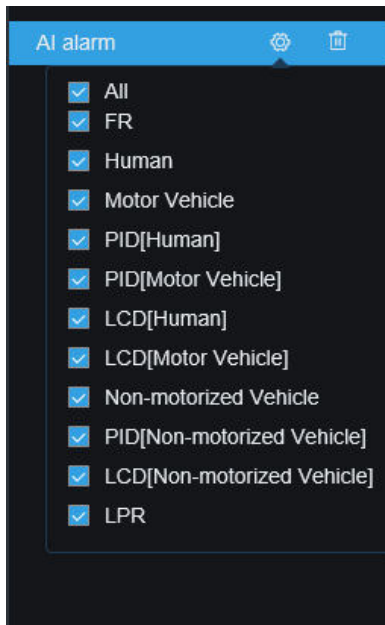 AI alarm
All
FR
Human
Motor Vehicle
PID[Human]
PID[Motor Vehicle]
LCD[Human]
LCD[Motor Vehicle]
Non-motorized Vehicle
PID[Non-motorized Vehicle]
LCD[Non-motorized Vehicle]
LPR